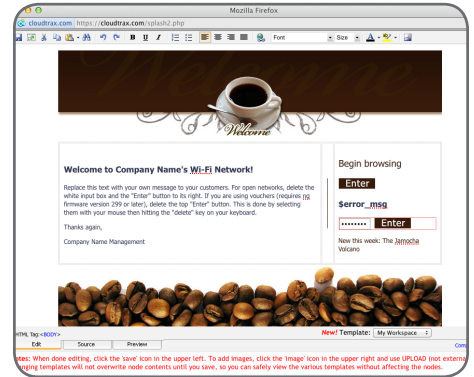 Mozilla Firefox
cloudtrax.com https://cloudtrax.com/splash2.php
B U I Font Size A
Welcome
Welcome to Company Name's Wi-Fi Network!
Replace this text with your own message to your customers. For open networks, delete the
white input box and the "Enter" button to its right. If you are using vouchers (requires ng
firmware version 299 or later), delete the top "Enter" button. This is done by selecting
them with your mouse then hitting the "delete" key on your keyboard.
Thanks again,
Company Name Management
Begin browsing
Enter
$error_msg
•••••••• Enter
New this week: The Jamocha
Volcano
New! Template: My Workspace
HTML Tag:<BODY>
Edit Source Preview Com
otes: When done editing, click the 'save' icon in the upper left. To add images, click the 'image' icon in the upper right and use UPLOAD (not externa
anging templates will not overwrite node contents until you save, so you can safely view the various templates without affecting the nodes.